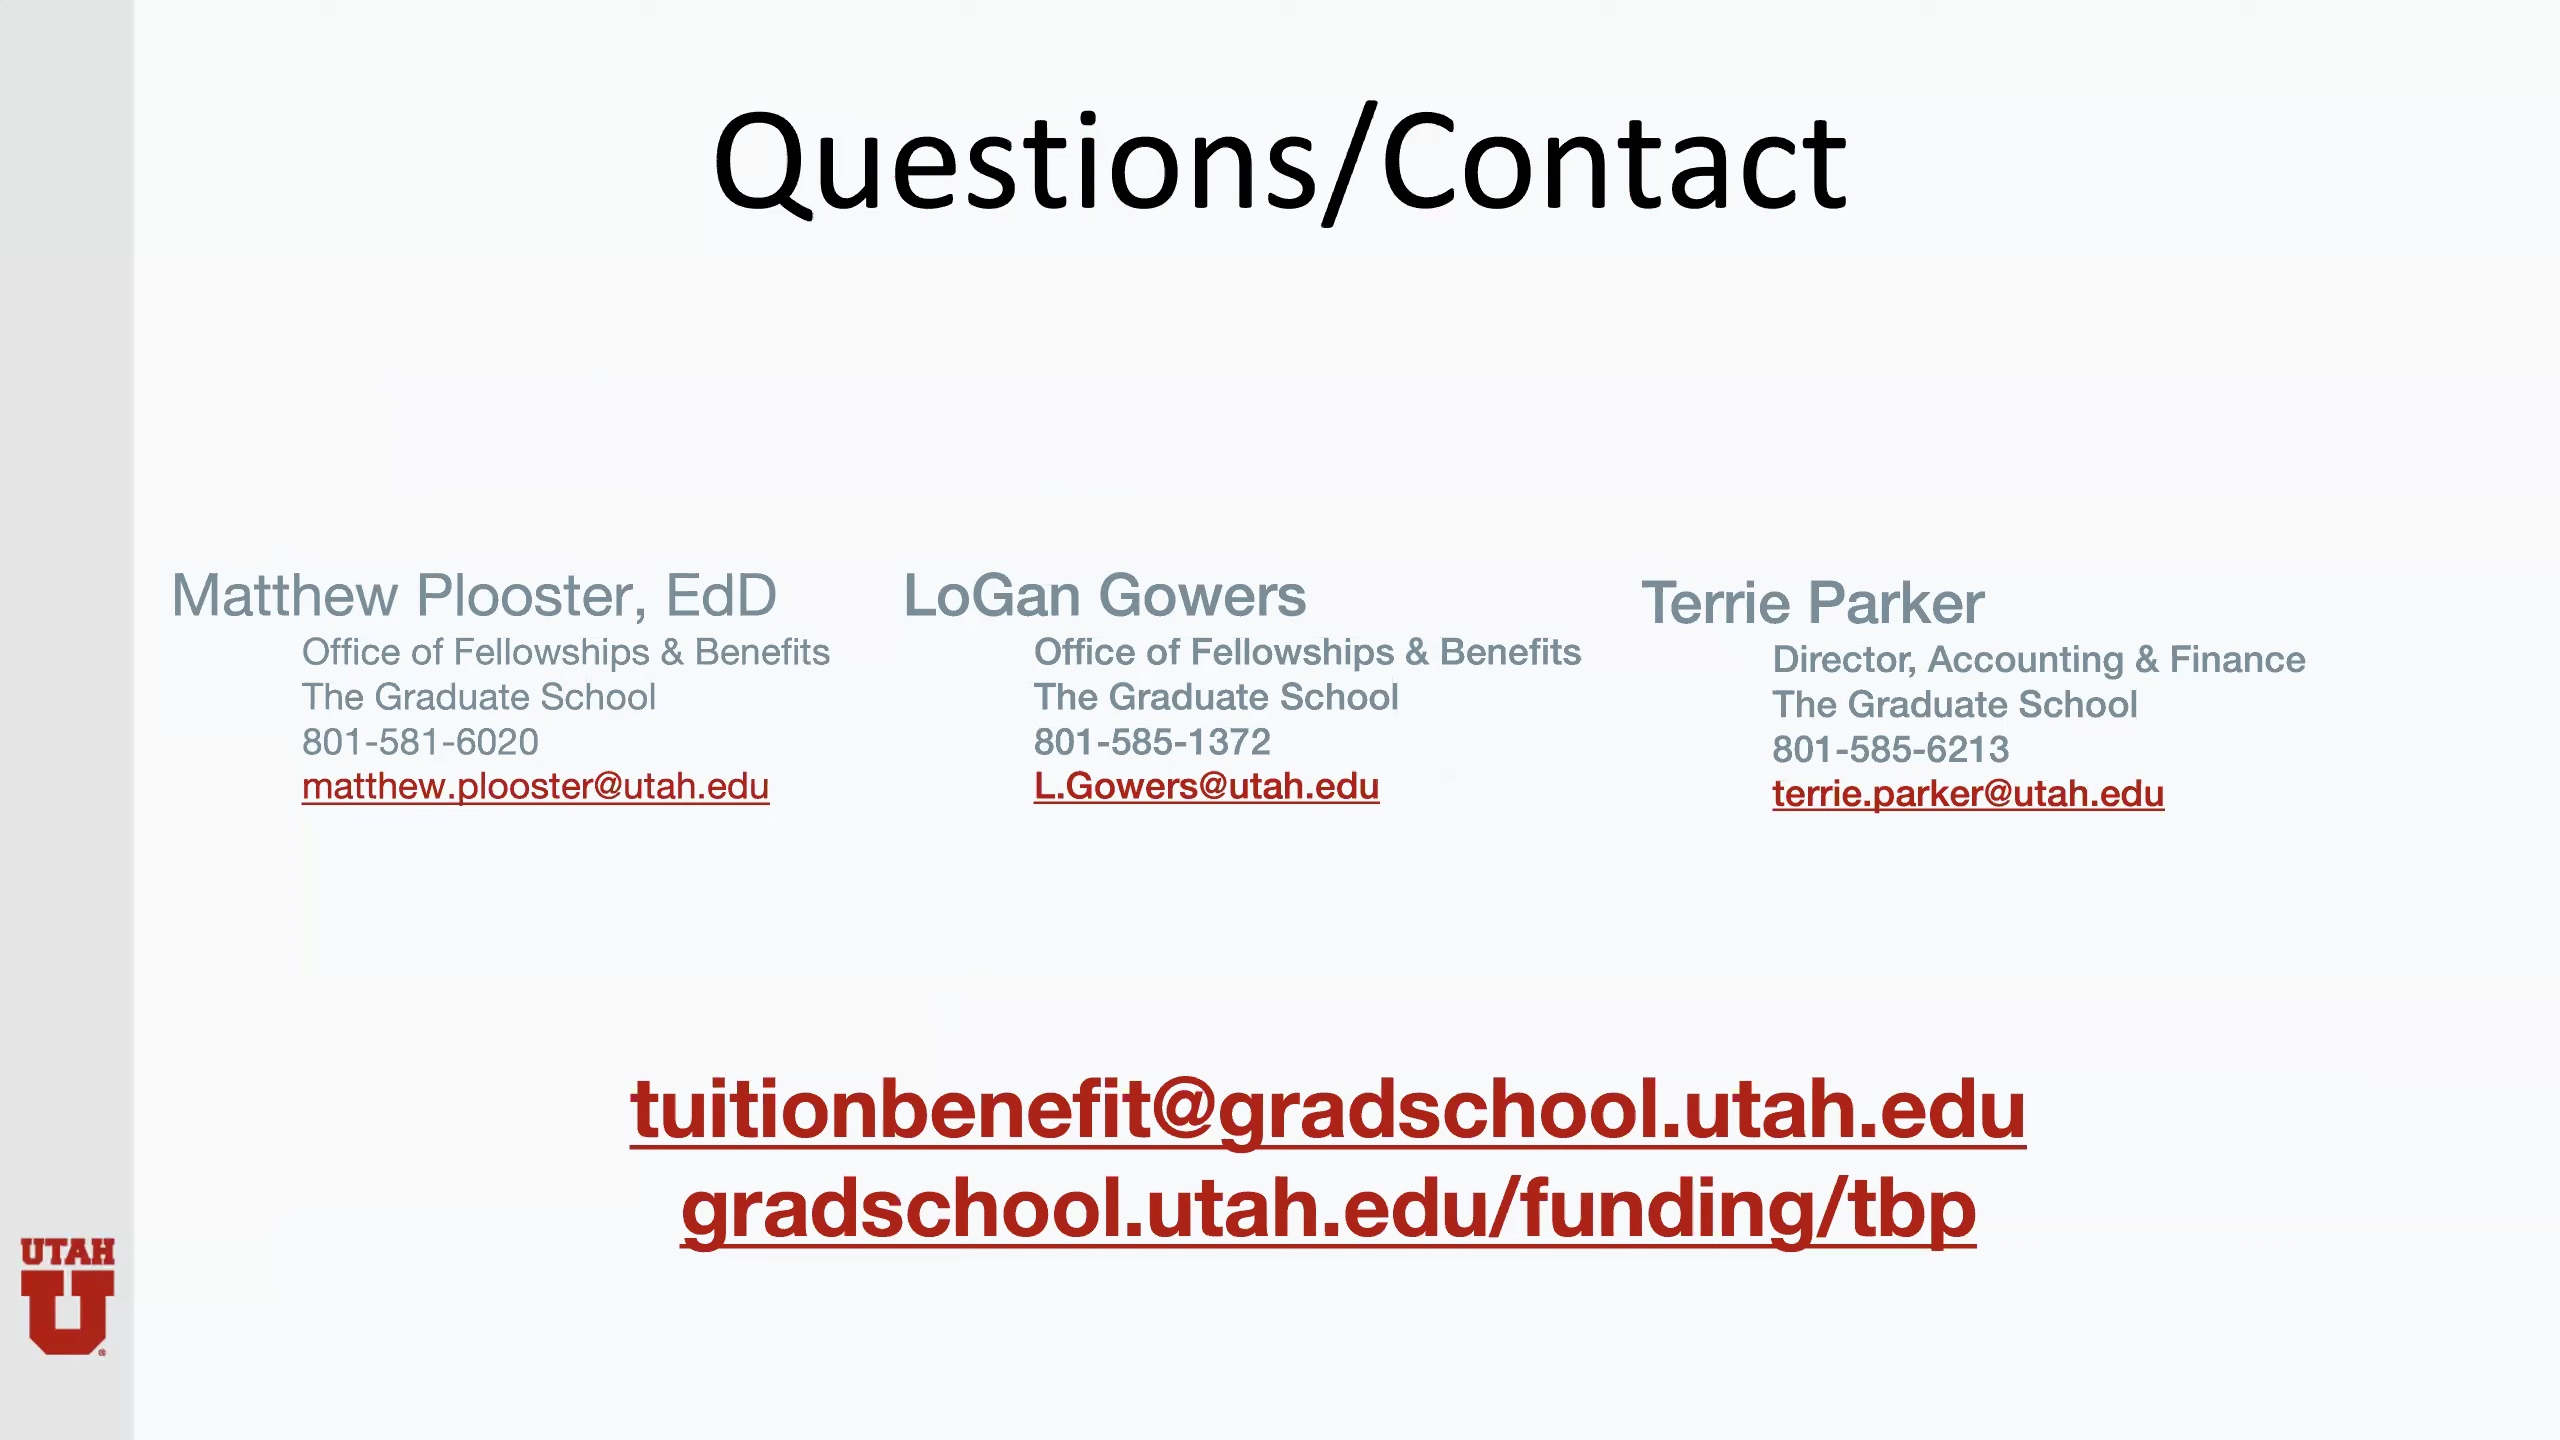 Questions/Contact
Matthew Plooster, EdD
Office of Fellowships & Benefits
The Graduate School
801-581-6020
matthew.plooster@utah.edu
LoGan Gowers
Office of Fellowships & Benefits
The Graduate School
801-585-1372
L.Gowers@utah.edu
Terrie Parker
Director, Accounting & Finance
The Graduate School
801-585-6213
terrie.parker@utah.edu
tuitionbenefit@gradschool.utah.edu
gradschool.utah.edu/funding/tbp
UTAH
U
®